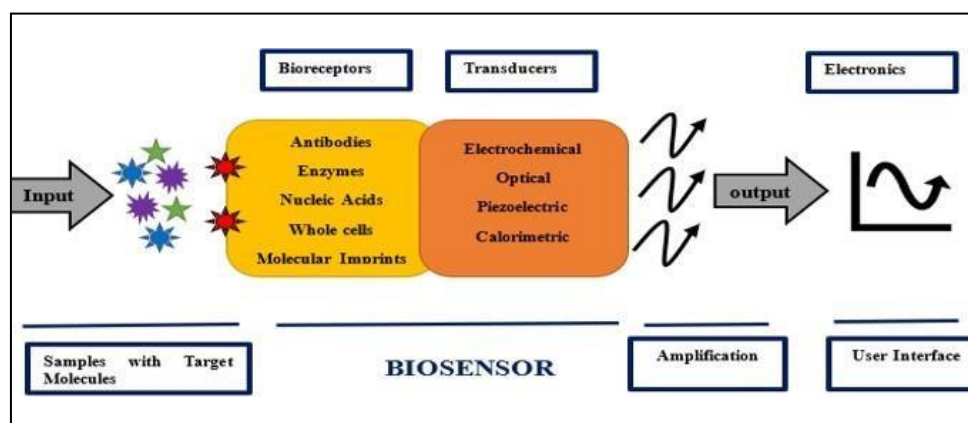 Bioreceptors
Transducers
Electronics
Input
Antibodies
Enzymes
Nucleic Acids
Whole cells
Molecular Imprints
Electrochemical
Optical
Piezoelectric
Calorimetric
output
Samples with Target
Molecules
BIOSENSOR
Amplification
User Interface